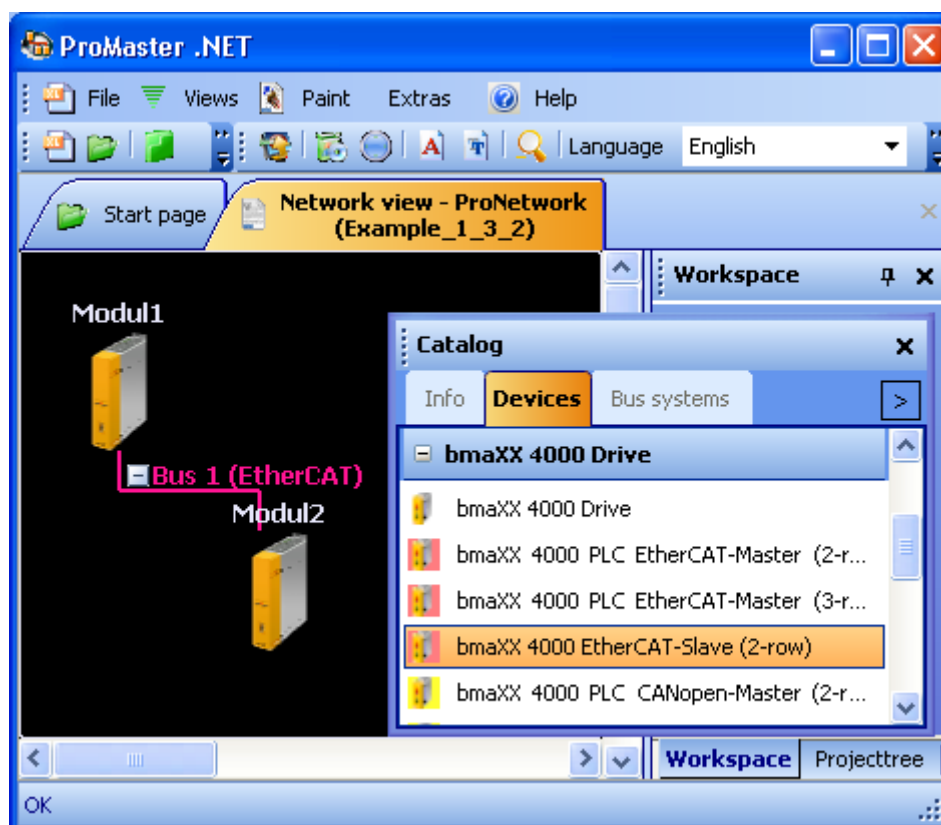 ProMaster .NET
File Views Paint Extras Help
Language English
Start page
Network view - ProNetwork
(Example_1_3_2)
Workspace
Modul1
Catalog
Info Devices Bus systems >
bmaXX 4000 Drive
Bus 1 (EtherCAT)
Modul2
bmaXX 4000 Drive
bmaXX 4000 PLC EtherCAT-Master (2-r...
bmaXX 4000 PLC EtherCAT-Master (3-r...
bmaXX 4000 EtherCAT-Slave (2-row)
bmaXX 4000 PLC CANopen-Master (2-r...
Workspace Projecttree
OK